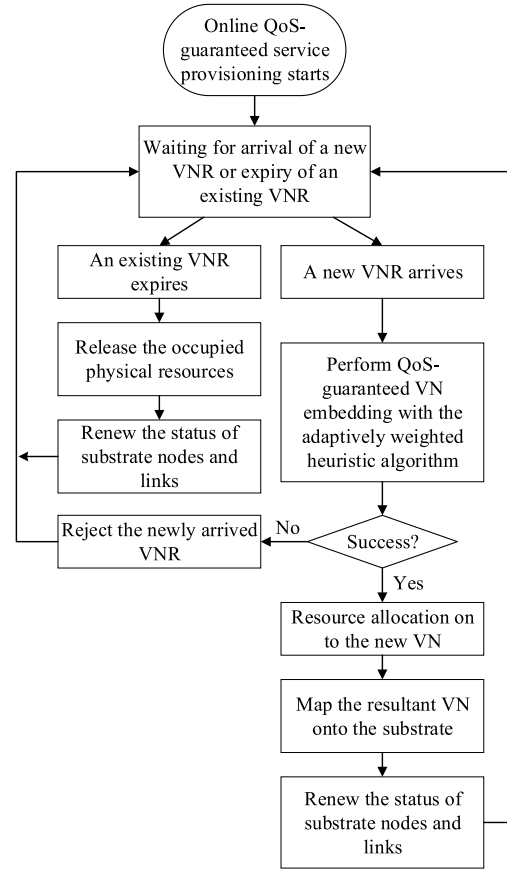 Online QoS-
guaranteed service
provisioning starts
Waiting for arrival of a new
VNR or expiry of an
existing VNR
An existing VNR
expires
A new VNR arrives
Release the occupied
physical resources
Perform QoS-
guaranteed VN
embedding with the
adaptively weighted
heuristic algorithm
Renew the status of
substrate nodes and
links
Reject the newly arrived
VNR
No
Success?
Yes
Resource allocation on
to the new VN
Map the resultant VN
onto the substrate
Renew the status of
substrate nodes and
links